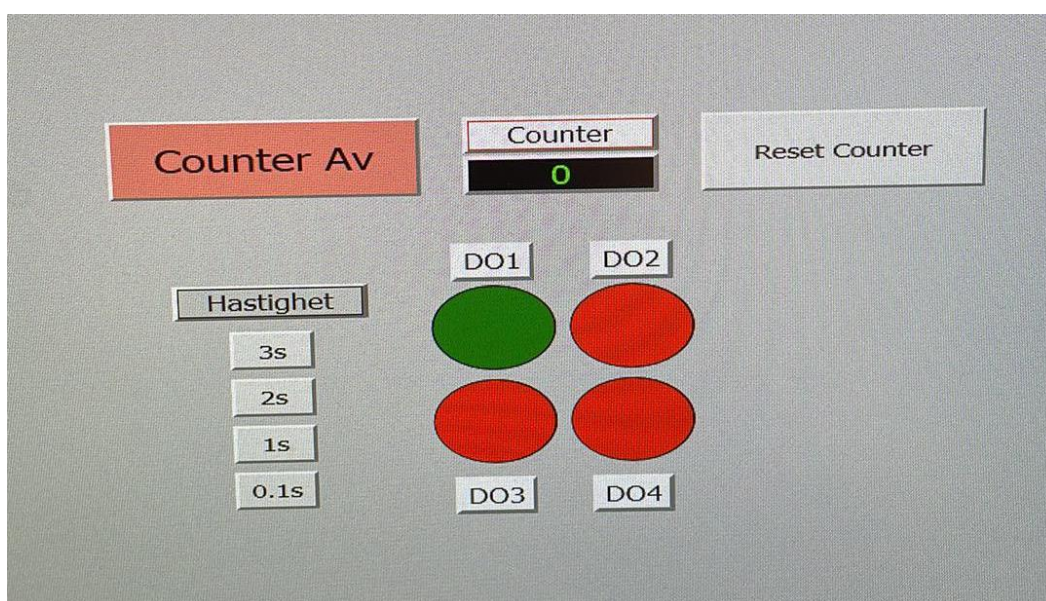 Counter Av
Counter
0
Reset Counter
DO1
DO2
Hastighet
3s
2s
1s
0.1s
DO3
DO4